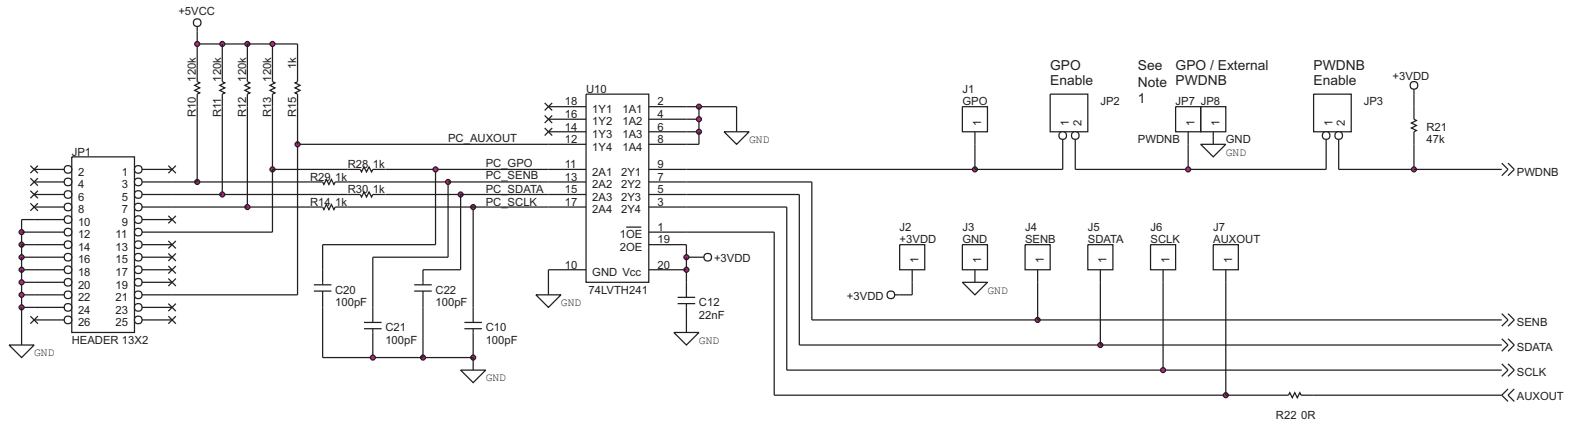 +5VCC
120k
120k
120k
120k
1k
R10
R11
R12
R13
R15
JP1
2
4
6
8
10
12
14
16
18
20
22
24
26
1
3
5
7
9
11
13
15
17
19
21
23
25
HEADER 13X2
GND
R28 1k
R29 1k
R30 1k
R14 1k
PC_AUXOUT
PC_GPO
PC_SENB
PC_SDATA
PC_SCLK
C20
100pF
C21
100pF
C22
100pF
C10
100pF
GND
U10
18 1Y1 1A1 2
16 1Y2 1A2 4
14 1Y3 1A3 6
12 1Y4 1A4 8
11 2A1 2Y1 9
13 2A2 2Y2 7
15 2A3 2Y3 5
17 2A4 2Y4 3
1OE 1
2OE 19
10 GND Vcc 20
74LVTH241
GND
GND
+3VDD
C12
22nF
GND
J1
GPO
1
GPO
Enable
JP2
1 2
See
Note
1
GPO / External
PWDNB
JP7 JP8
1 1
PWDNB
GND
GND
PWDNB
Enable
JP3
1 2
+3VDD
R21
47k
PWDNB
J2
+3VDD
1
+3VDD
J3
GND
1
GND
J4
SENB
1
J5
SDATA
1
J6
SCLK
1
J7
AUXOUT
1
SENB
SDATA
SCLK
AUXOUT
R22 0R